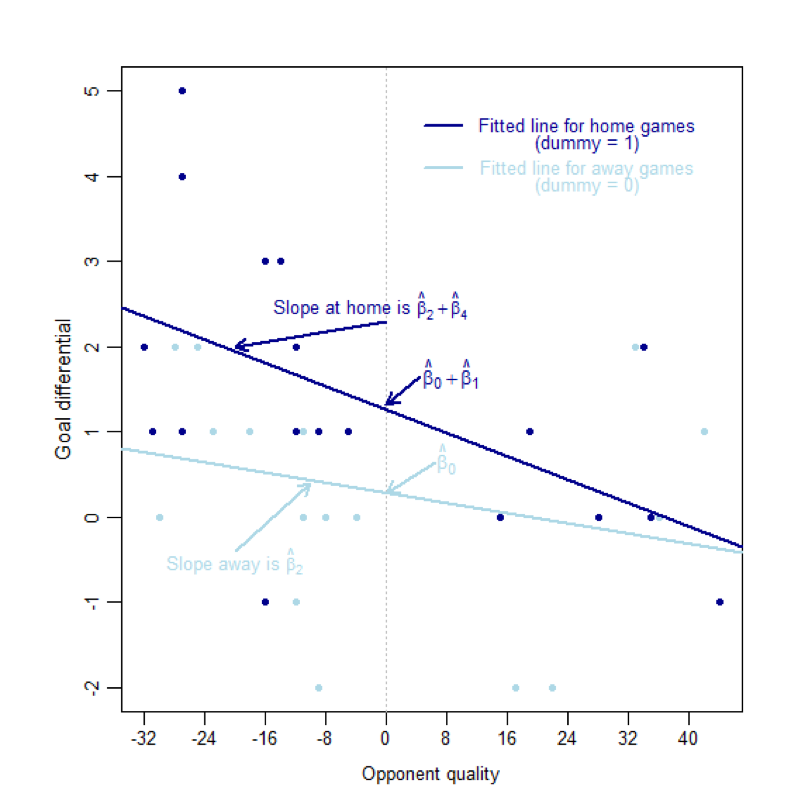 Fitted line for home games
(dummy = 1)
Fitted line for away games
(dummy = 0)
Slope at home is β̂₂ + β̂₄
β̂₀ + β̂₁
β̂₀
Slope away is β̂₂
Goal differential
5
4
3
2
1
0
-1
-2
-32 -24 -16 -8 0 8 16 24 32 40
Opponent quality